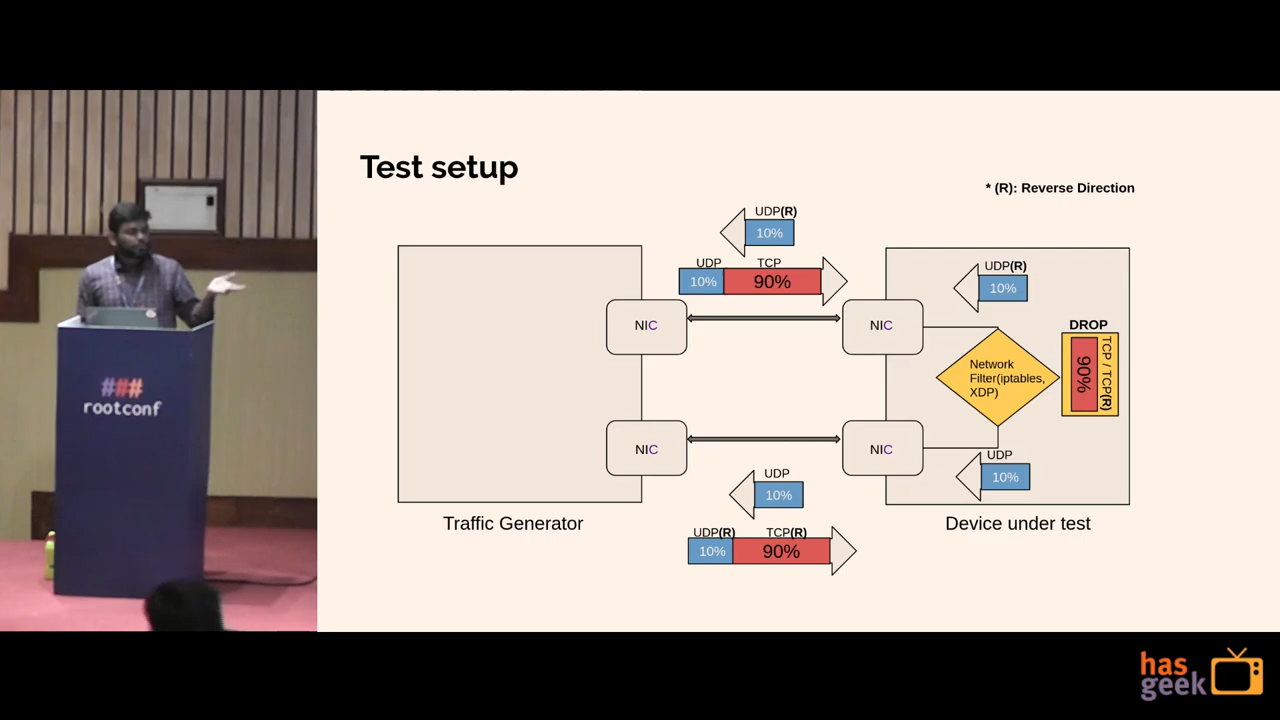 Test setup
* (R): Reverse Direction
UDP(R)
10%
UDP TCP
10% 90%
NIC
NIC
UDP(R)
10%
DROP
90%
TCP / TCP(R)
Network
Filter(iptables,
XDP)
NIC
NIC
UDP
10%
UDP
10%
UDP(R) TCP(R)
10% 90%
Traffic Generator
Device under test
###
rootconf
has
geek